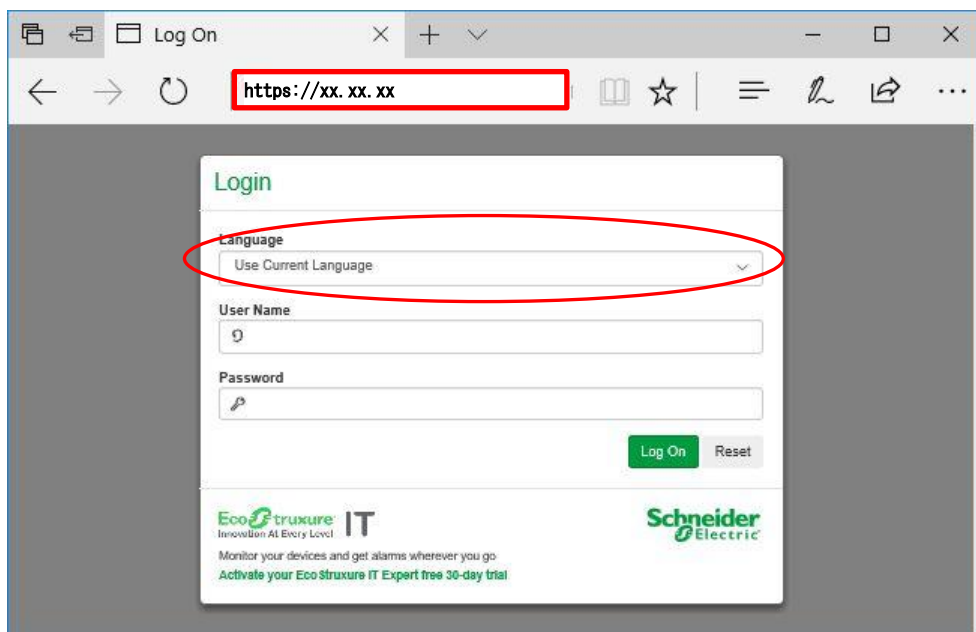 Log On
https://xx.xx.xx
Login
Language
Use Current Language
User Name
Password
Log On Reset
EcoStruxure IT
Innovation At Every Level
Schneider
Electric
Monitor your devices and get alarms wherever you go
Activate your EcoStruxure IT Expert free 30-day trial